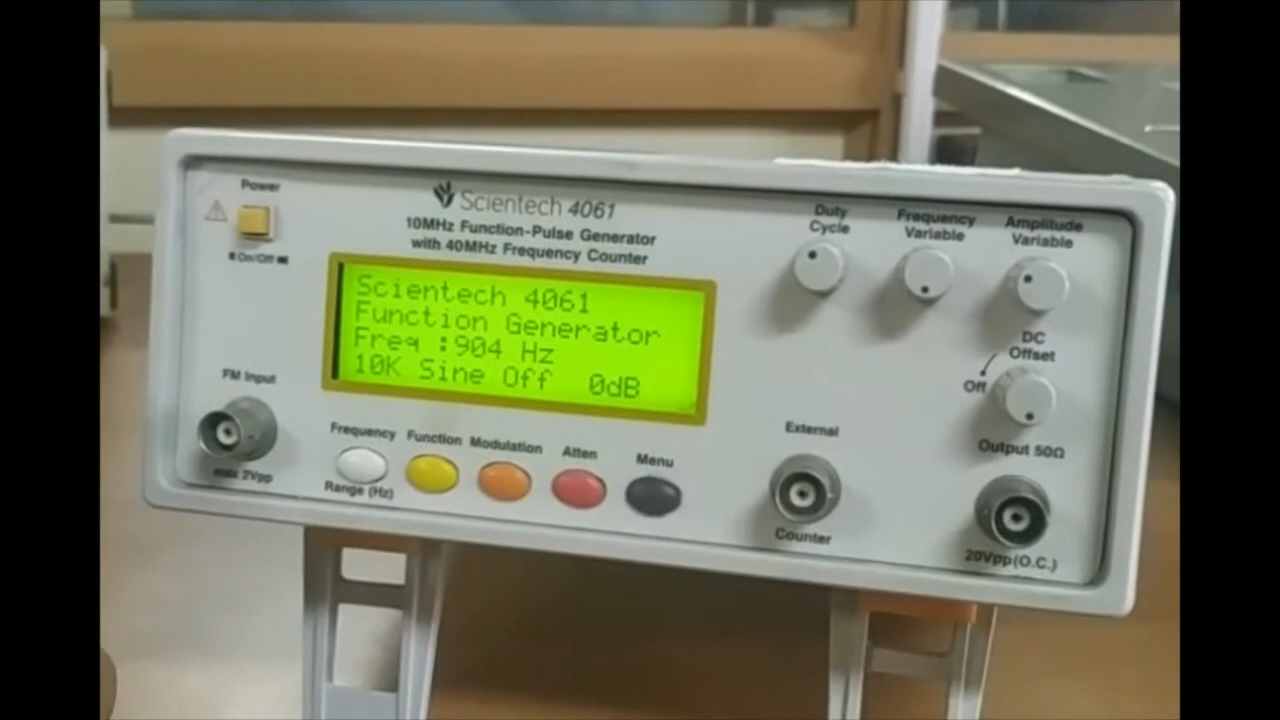 Power
On/Off
Scientech 4061
10MHz Function-Pulse Generator
with 40MHz Frequency Counter
Scientech 4061
Function Generator
Freq :904 Hz
10K Sine Off 0dB
Duty
Cycle
Frequency
Variable
Amplitude
Variable
DC
Offset
Off
FM Input
max 2Vpp
Frequency
Range (Hz)
Function
Modulation
Atten
Menu
External
Counter
Output 50Ω
20Vpp(O.C.)